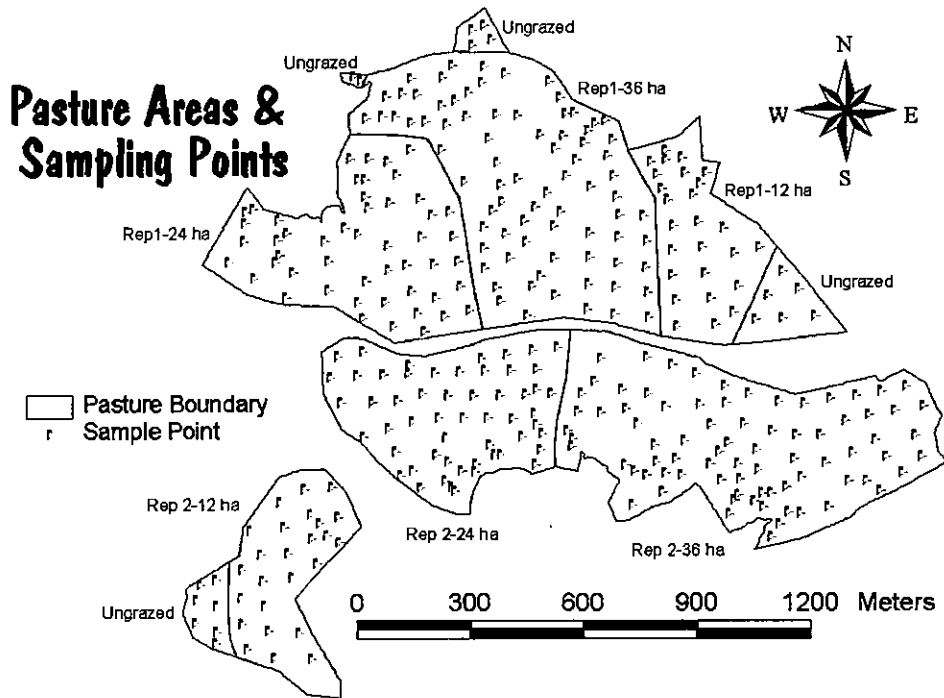 Ungrazed
Ungrazed
Pasture Areas &
Sampling Points
Rep1-36 ha
N
W
E
S
Rep1-12 ha
Rep1-24 ha
Ungrazed
Pasture Boundary
Sample Point
Rep 2-12 ha
Rep 2-24 ha
Rep 2-36 ha
Ungrazed
0 300 600 900 1200 Meters